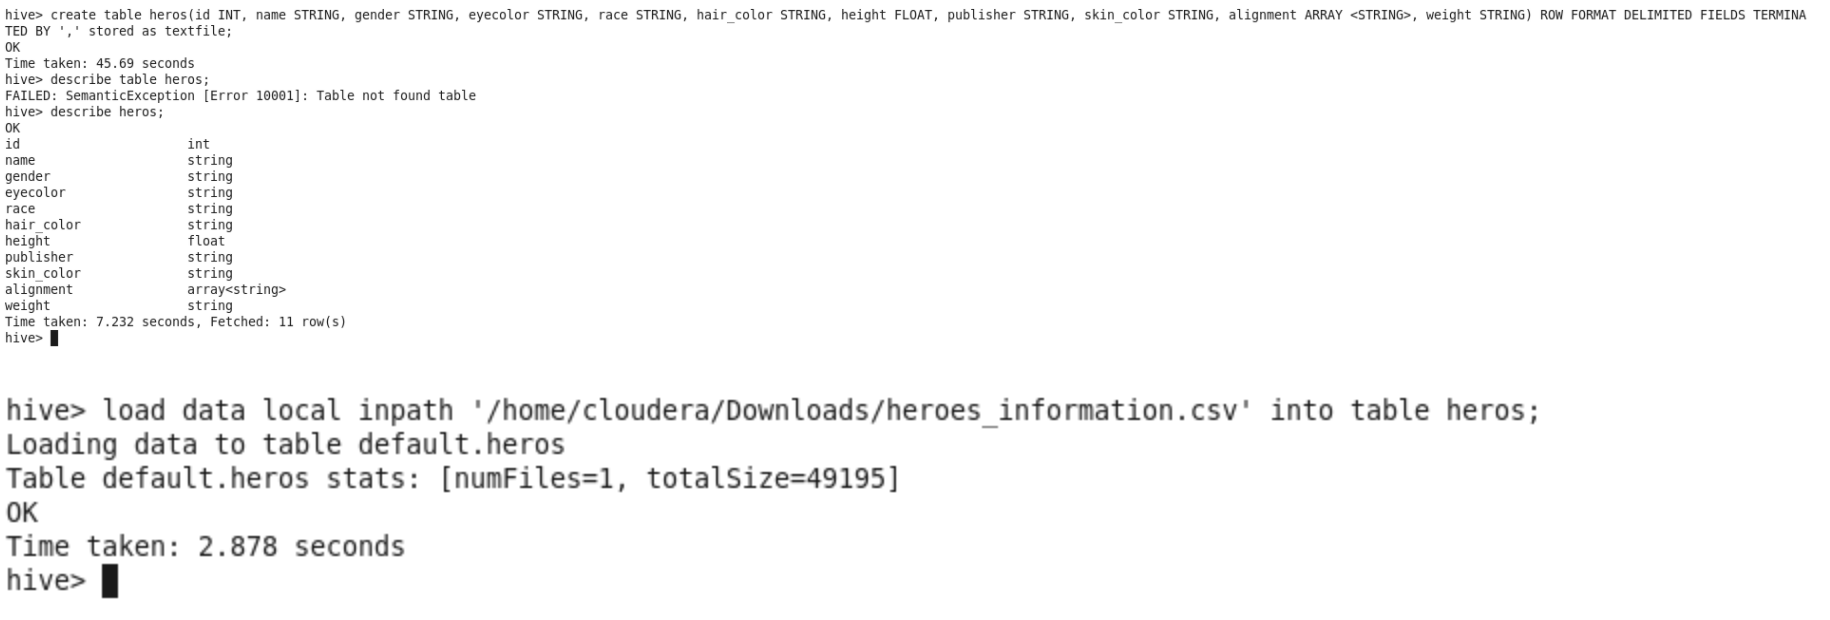 hive> create table heros(id INT, name STRING, gender STRING, eyecolor STRING, race STRING, hair_color STRING, height FLOAT, publisher STRING, skin_color STRING, alignment ARRAY <STRING>, weight STRING) ROW FORMAT DELIMITED FIELDS TERMINA
TED BY ',' stored as textfile;
OK
Time taken: 45.69 seconds
hive> describe table heros;
FAILED: SemanticException [Error 10001]: Table not found table
hive> describe heros;
OK
id int
name string
gender string
eyecolor string
race string
hair_color string
height float
publisher string
skin_color string
alignment array<string>
weight string
Time taken: 7.232 seconds, Fetched: 11 row(s)
hive>
hive> load data local inpath '/home/cloudera/Downloads/heroes_information.csv' into table heros;
Loading data to table default.heros
Table default.heros stats: [numFiles=1, totalSize=49195]
OK
Time taken: 2.878 seconds
hive>